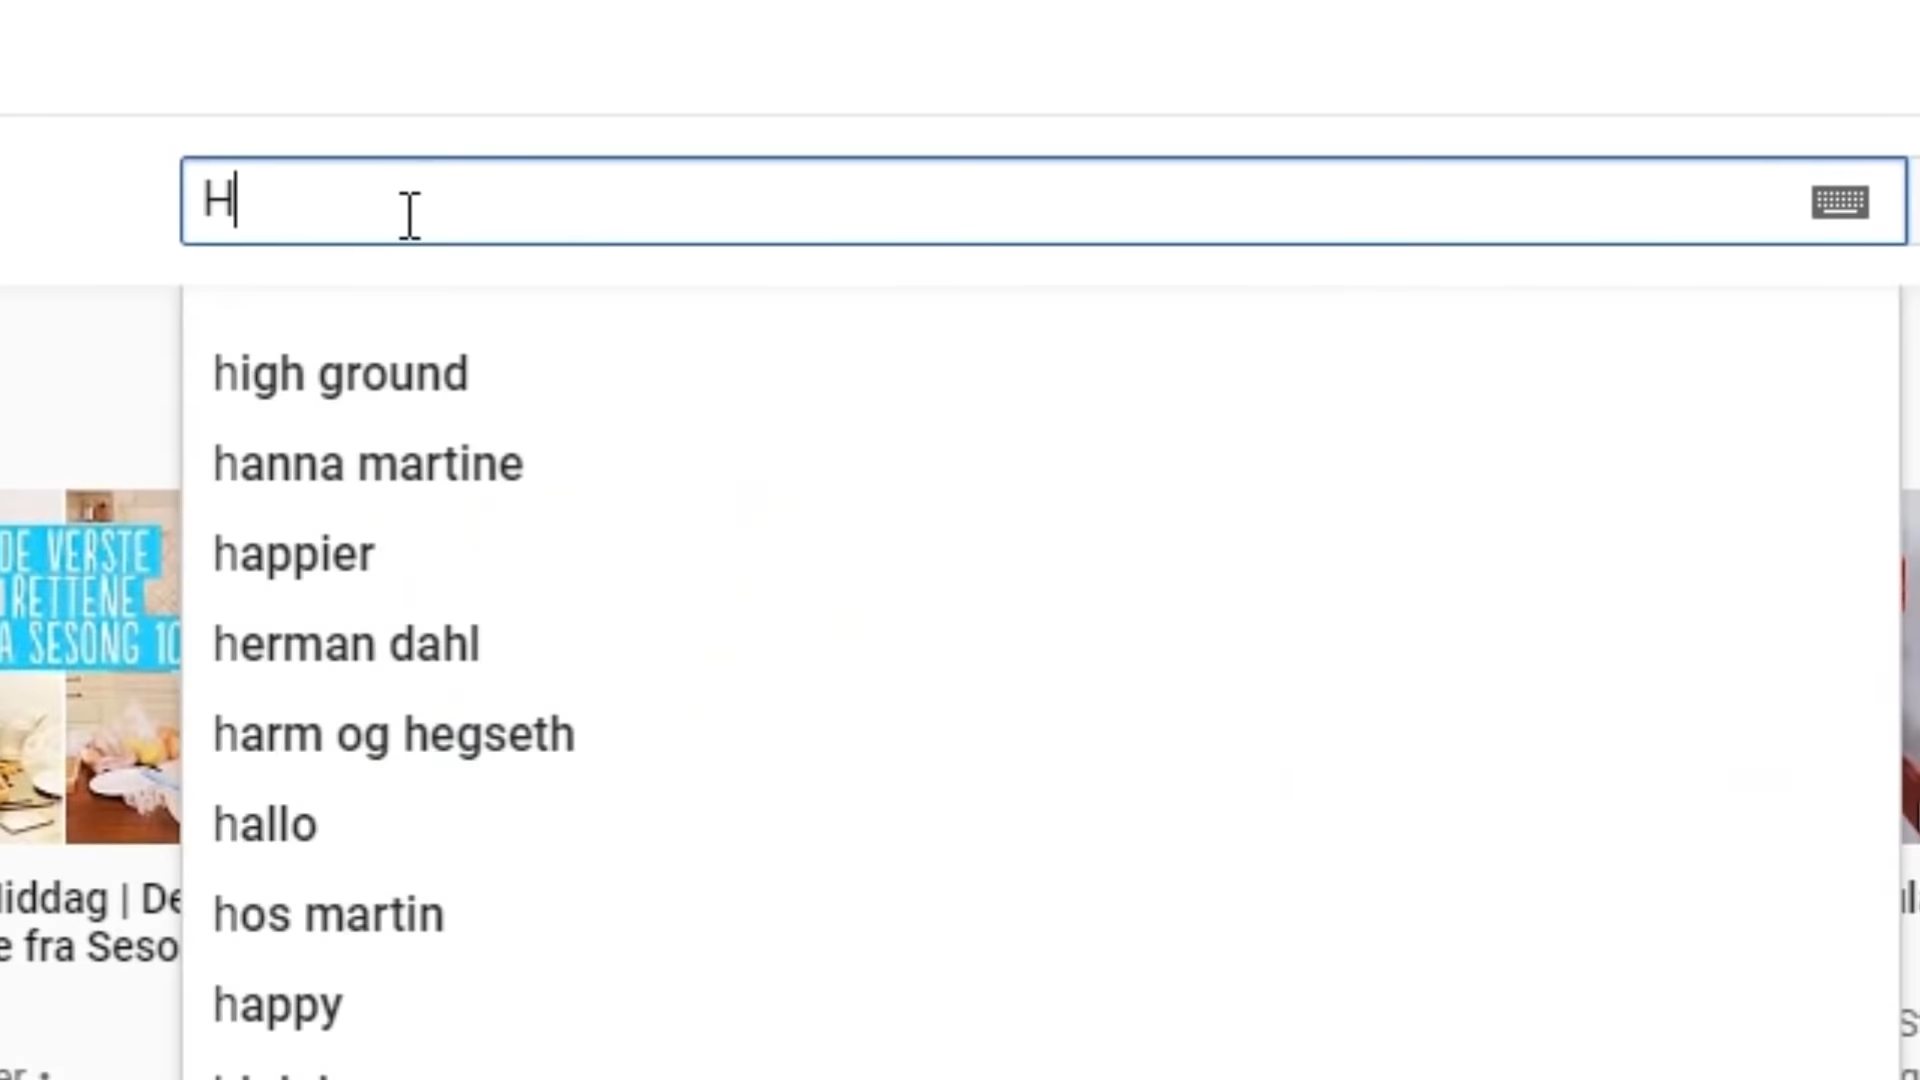 H
high ground
hanna martine
happier
herman dahl
harm og hegseth
hallo
hos martin
happy
DE VERSTE
RETTENE
SESONG 10
| De
fra Seso